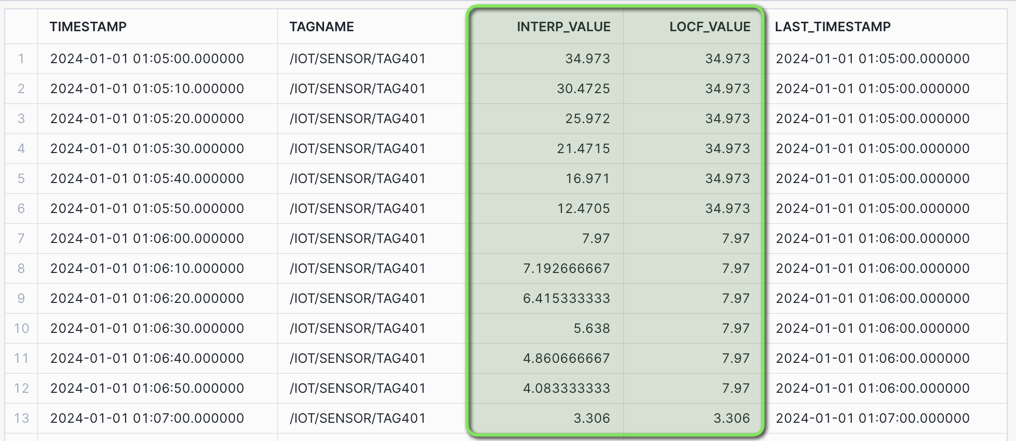 TIMESTAMP TAGNAME INTERP_VALUE LOCF_VALUE LAST_TIMESTAMP
1 2024-01-01 01:05:00.000000 /IOT/SENSOR/TAG401 34.973 34.973 2024-01-01 01:05:00.000000
2 2024-01-01 01:05:10.000000 /IOT/SENSOR/TAG401 30.4725 34.973 2024-01-01 01:05:00.000000
3 2024-01-01 01:05:20.000000 /IOT/SENSOR/TAG401 25.972 34.973 2024-01-01 01:05:00.000000
4 2024-01-01 01:05:30.000000 /IOT/SENSOR/TAG401 21.4715 34.973 2024-01-01 01:05:00.000000
5 2024-01-01 01:05:40.000000 /IOT/SENSOR/TAG401 16.971 34.973 2024-01-01 01:05:00.000000
6 2024-01-01 01:05:50.000000 /IOT/SENSOR/TAG401 12.4705 34.973 2024-01-01 01:05:00.000000
7 2024-01-01 01:06:00.000000 /IOT/SENSOR/TAG401 7.97 7.97 2024-01-01 01:06:00.000000
8 2024-01-01 01:06:10.000000 /IOT/SENSOR/TAG401 7.192666667 7.97 2024-01-01 01:06:00.000000
9 2024-01-01 01:06:20.000000 /IOT/SENSOR/TAG401 6.415333333 7.97 2024-01-01 01:06:00.000000
10 2024-01-01 01:06:30.000000 /IOT/SENSOR/TAG401 5.638 7.97 2024-01-01 01:06:00.000000
11 2024-01-01 01:06:40.000000 /IOT/SENSOR/TAG401 4.860666667 7.97 2024-01-01 01:06:00.000000
12 2024-01-01 01:06:50.000000 /IOT/SENSOR/TAG401 4.083333333 7.97 2024-01-01 01:06:00.000000
13 2024-01-01 01:07:00.000000 /IOT/SENSOR/TAG401 3.306 3.306 2024-01-01 01:07:00.000000